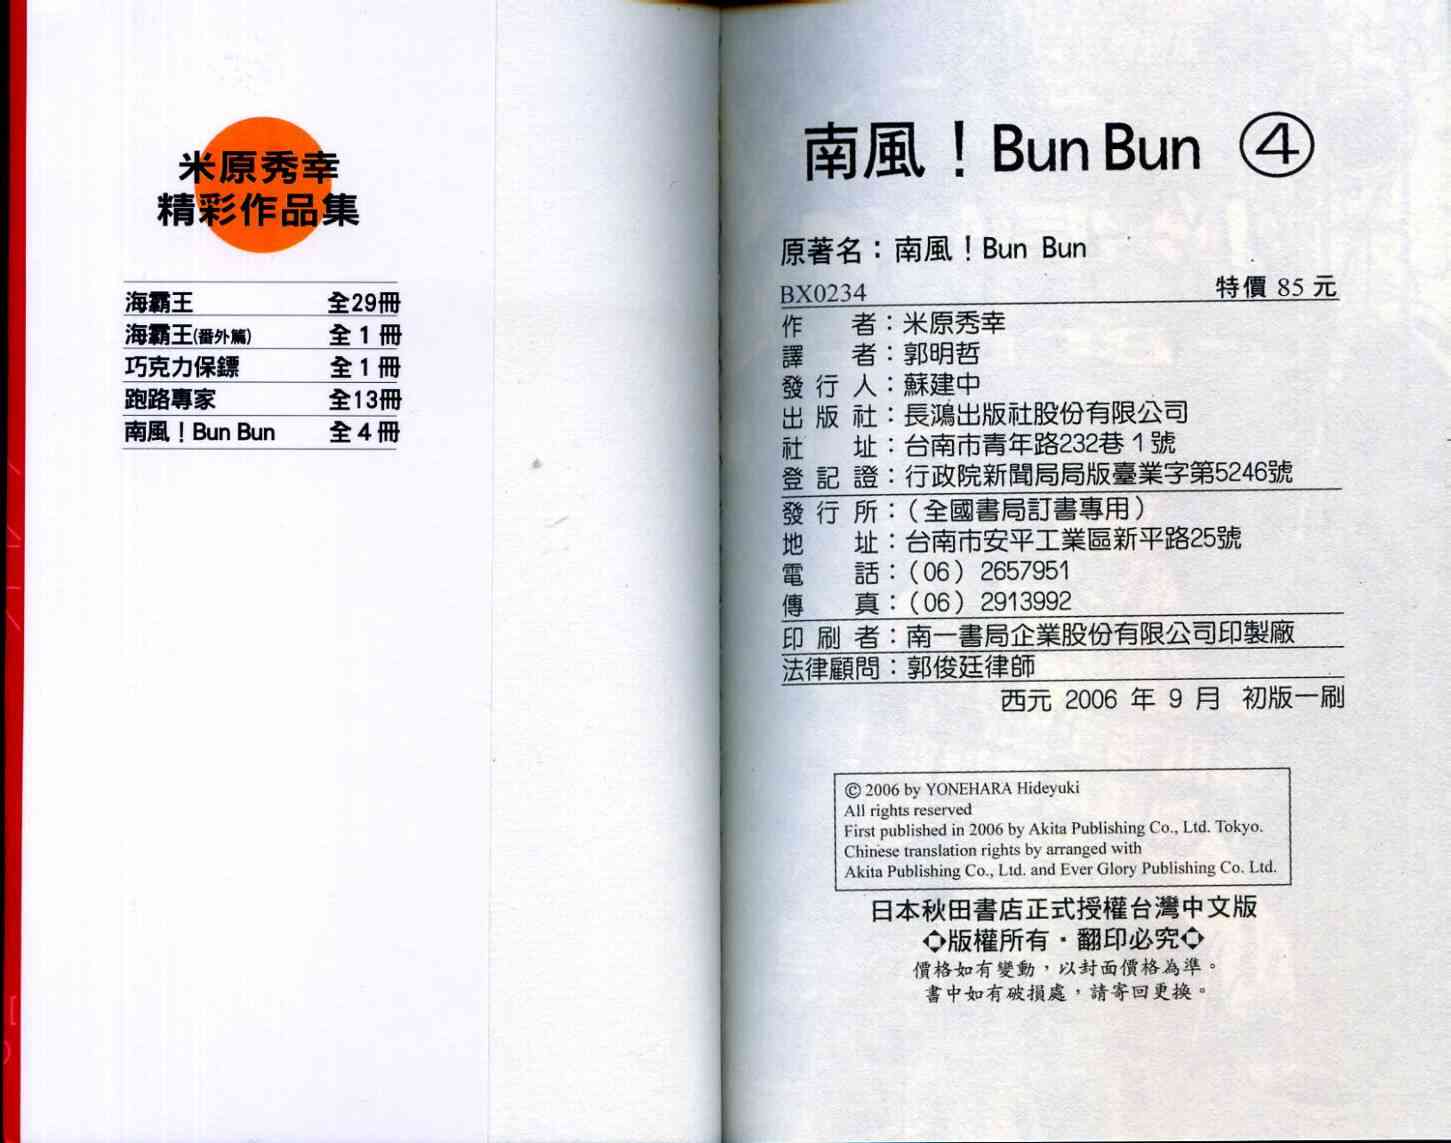 米原秀幸
精彩作品集
海霸王 全29冊
海霸王(番外篇) 全1冊
巧克力保鏢 全1冊
跑路專家 全13冊
南風！Bun Bun 全4冊
南風！Bun Bun ④
原著名：南風！Bun Bun
BX0234 特價 85 元
作者：米原秀幸
譯者：郭明哲
發行人：蘇建中
出版社：長鴻出版社股份有限公司
社址：台南市青年路232巷1號
登記證：行政院新聞局局版臺業字第5246號
發行所：（全國書局訂書專用）
地址：台南市安平工業區新平路25號
電話：（06）2657951
傳真：（06）2913992
印刷者：南一書局企業股份有限公司印製廠
法律顧問：郭俊廷律師
西元 2006 年 9 月 初版一刷
© 2006 by YONEHARA Hideyuki
All rights reserved
First published in 2006 by Akita Publishing Co., Ltd. Tokyo.
Chinese translation rights by arranged with
Akita Publishing Co., Ltd. and Ever Glory Publishing Co. Ltd.
日本秋田書店正式授權台灣中文版
版權所有・翻印必究
價格如有變動，以封面價格為準。
書中如有破損處，請寄回更換。